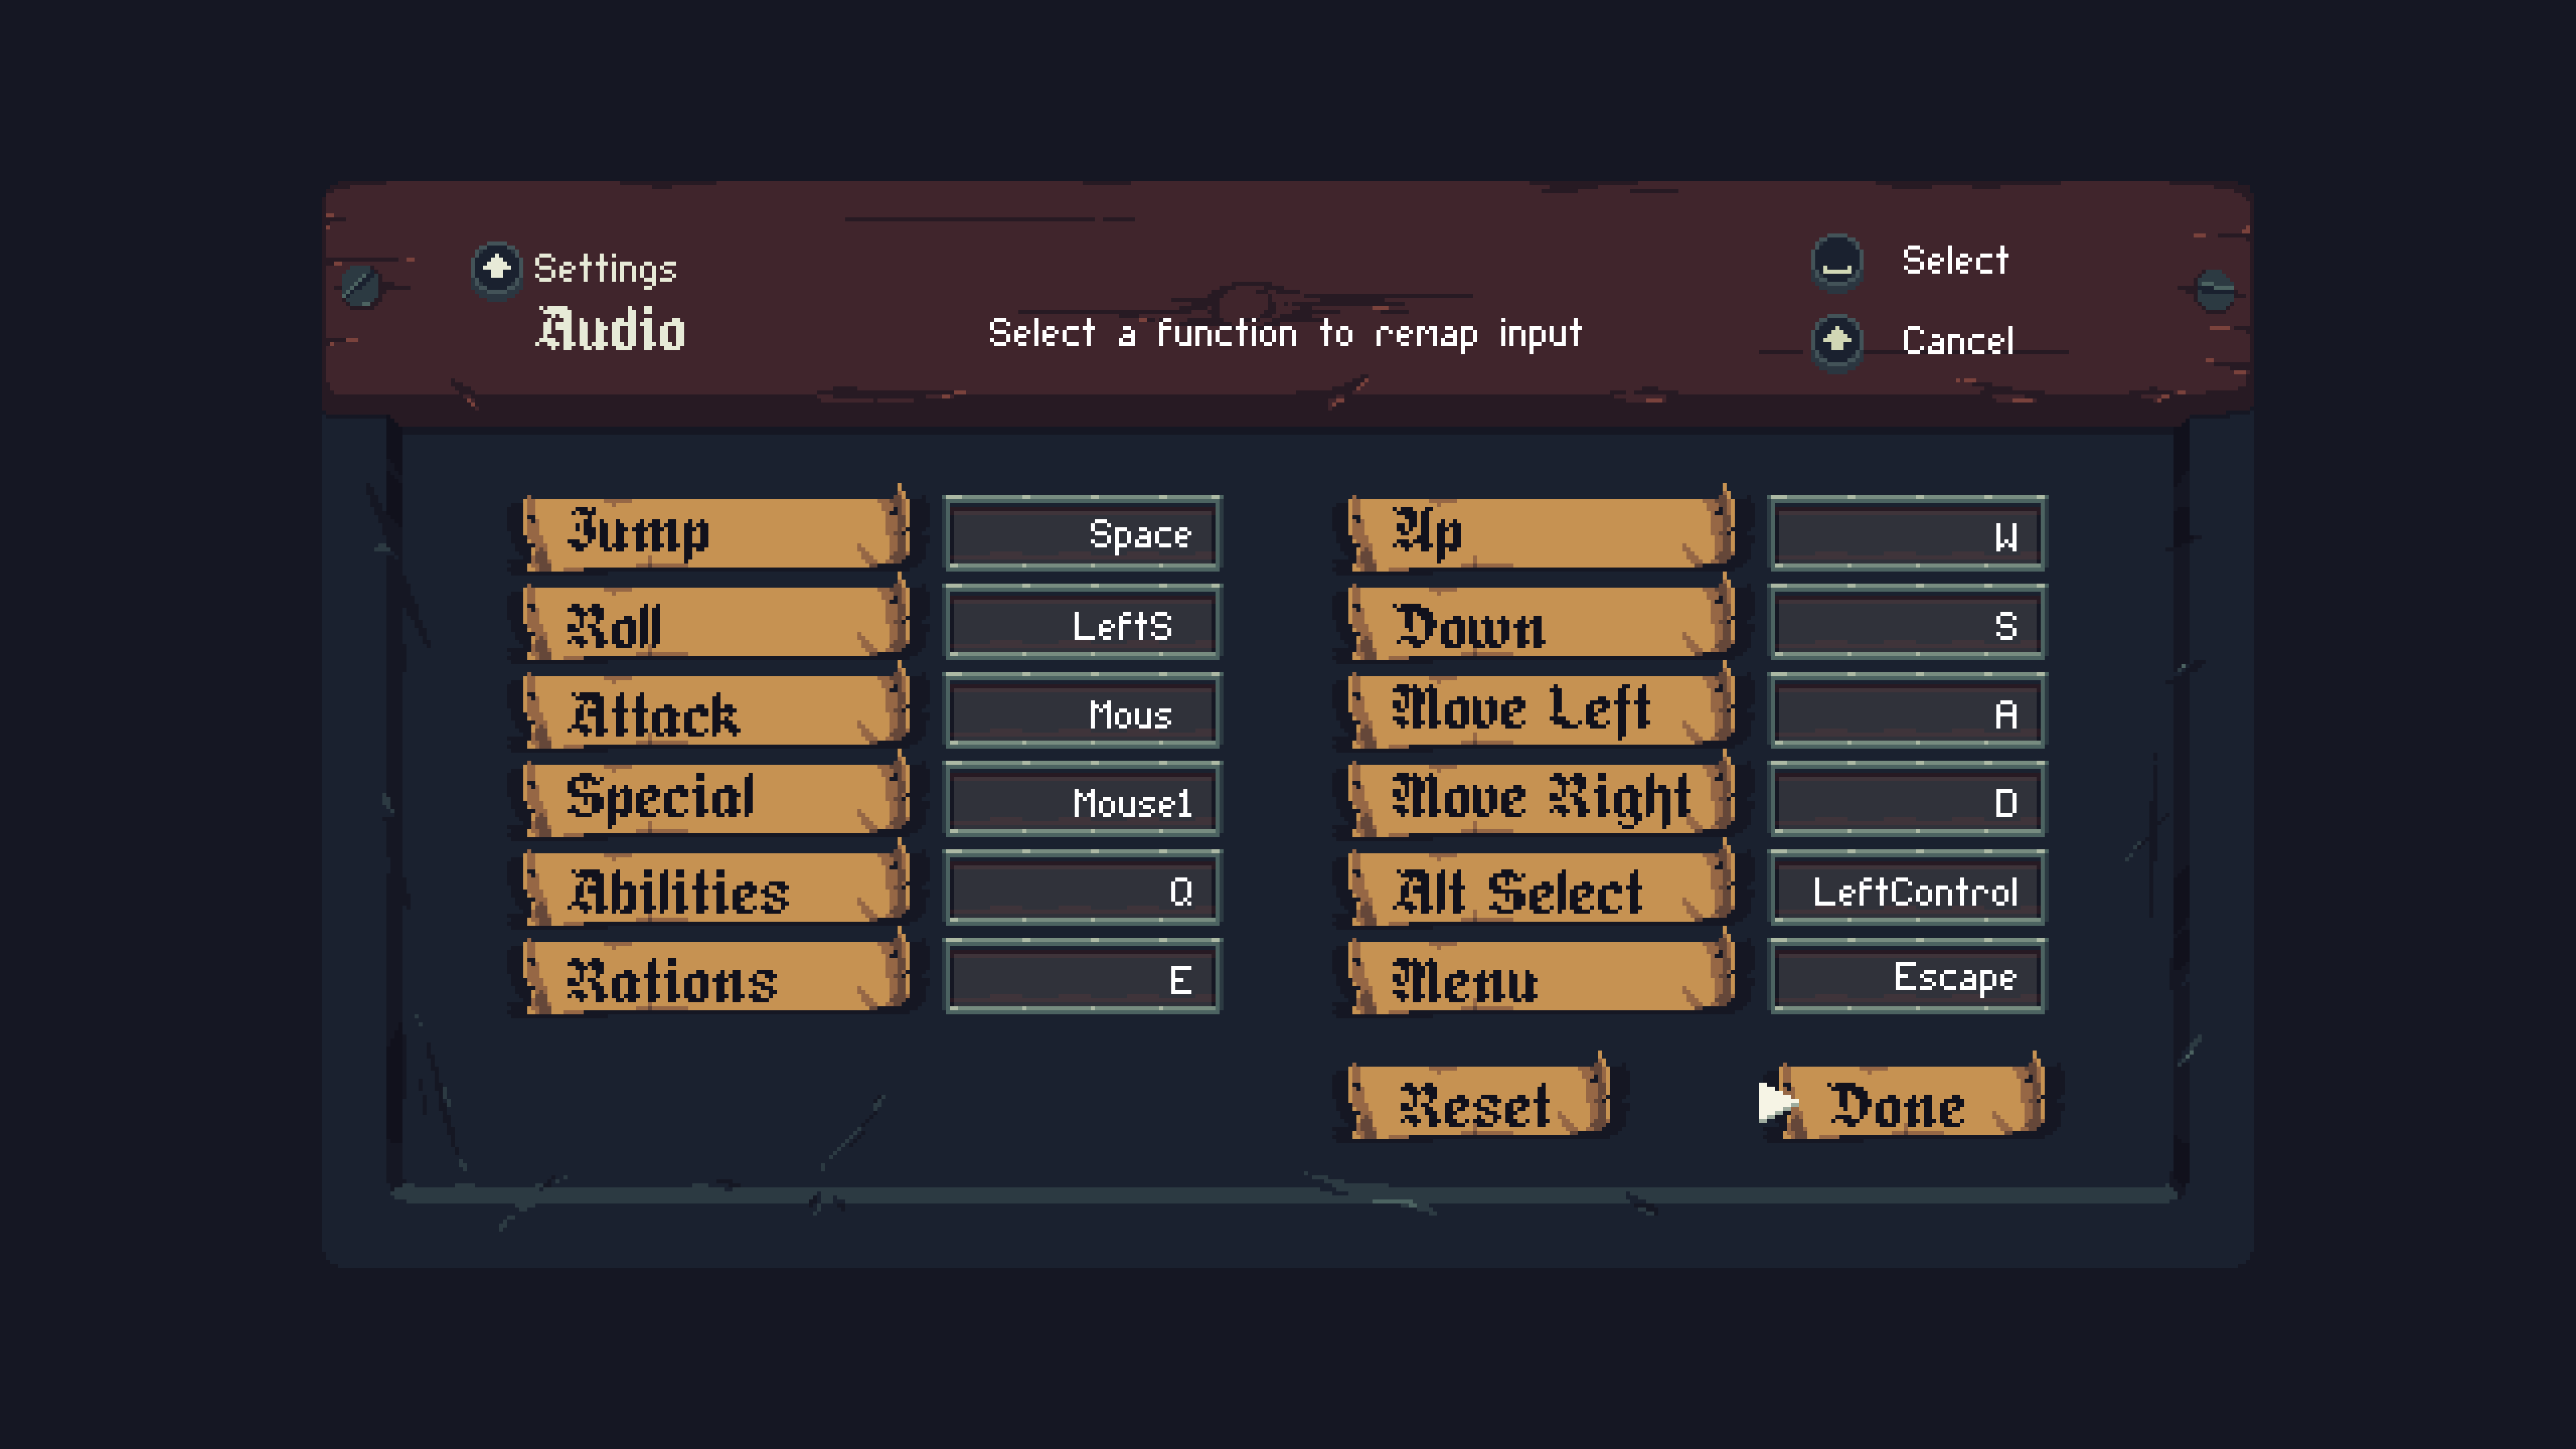 Settings
Audio
Select a function to remap input
Select
Cancel
Jump Space
Roll LeftS
Attack Mous
Special Mouse1
Abilities Q
Rations E
Up W
Down S
Move Left A
Move Right D
Alt Select LeftControl
Menu Escape
Reset
Done